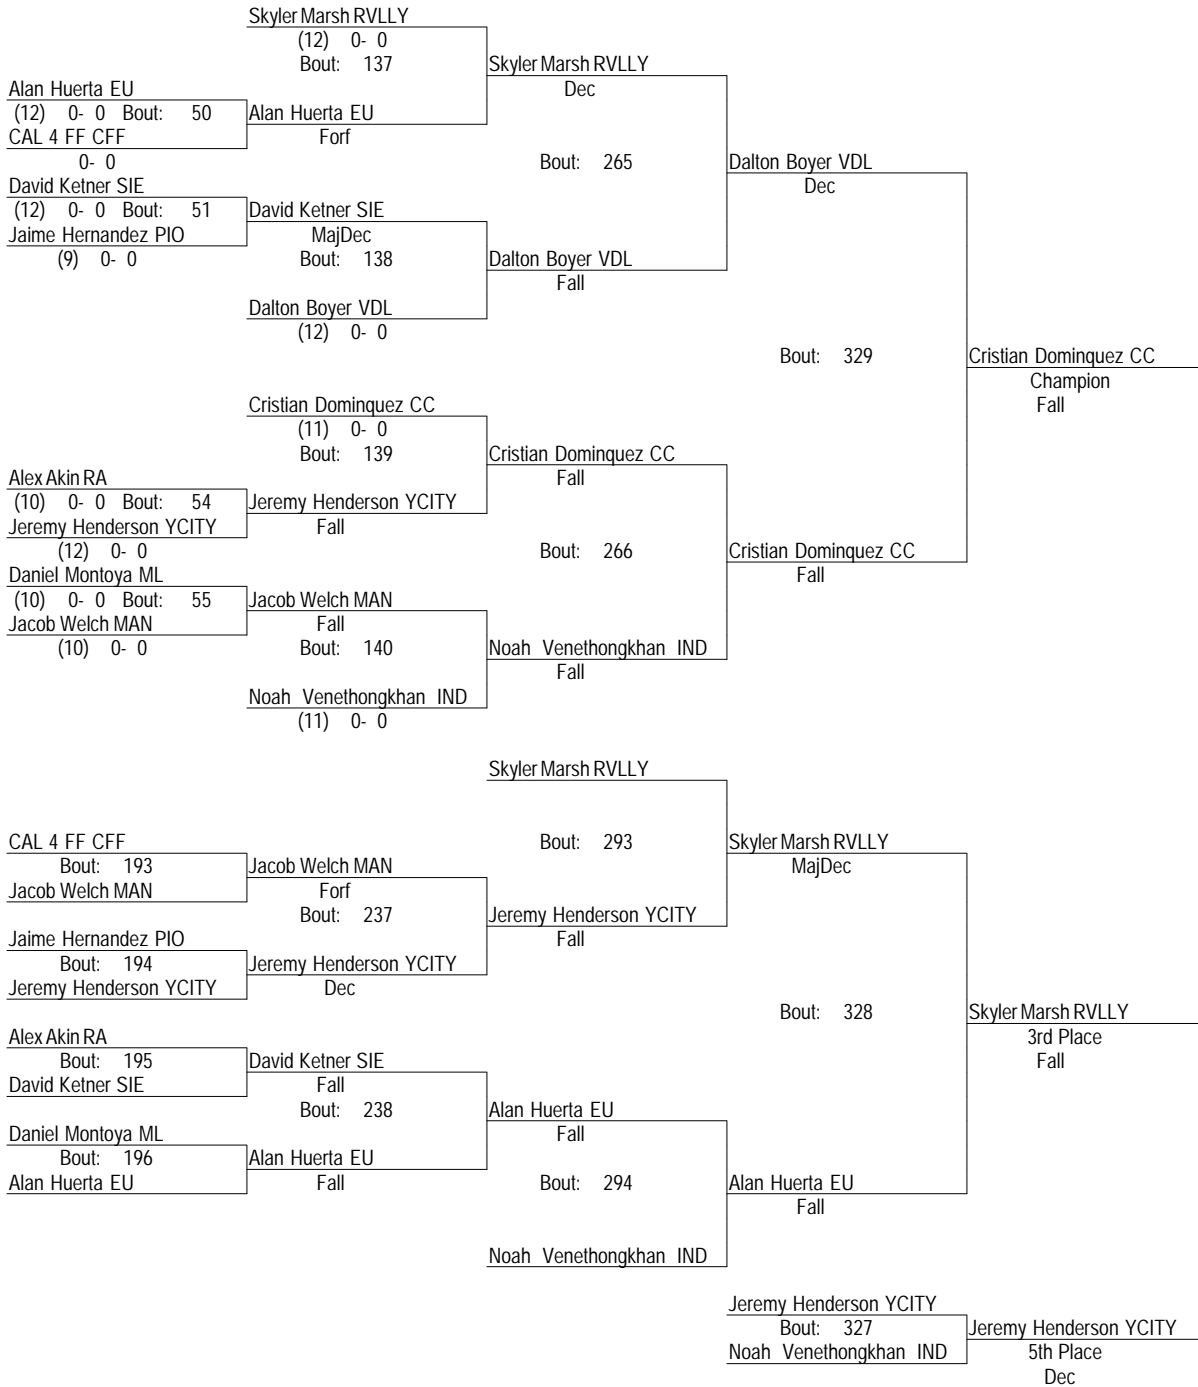 Skyler Marsh RVLLY
(12) 0- 0
Bout: 137
Skyler Marsh RVLLY
Dec
Alan Huerta EU
(12) 0- 0 Bout: 50
Alan Huerta EU
CAL 4 FF CFF
Forf
0- 0
Bout: 265
Dalton Boyer VDL
Dec
David Ketner SIE
(12) 0- 0 Bout: 51
David Ketner SIE
Jaime Hernandez PIO
MajDec
(9) 0- 0
Bout: 138
Dalton Boyer VDL
Fall
Dalton Boyer VDL
(12) 0- 0
Bout: 329
Cristian Dominquez CC
Champion
Fall
Cristian Dominquez CC
(11) 0- 0
Bout: 139
Cristian Dominquez CC
Fall
Alex Akin RA
(10) 0- 0 Bout: 54
Jeremy Henderson YCITY
Jeremy Henderson YCITY
Fall
(12) 0- 0
Bout: 266
Cristian Dominquez CC
Fall
Daniel Montoya ML
(10) 0- 0 Bout: 55
Jacob Welch MAN
Jacob Welch MAN
Fall
(10) 0- 0
Bout: 140
Noah Venethongkhan IND
Fall
Noah Venethongkhan IND
(11) 0- 0
Skyler Marsh RVLLY
CAL 4 FF CFF
Bout: 293
Skyler Marsh RVLLY
MajDec
Bout: 193
Jacob Welch MAN
Jacob Welch MAN
Forf
Bout: 237
Jeremy Henderson YCITY
Fall
Jaime Hernandez PIO
Bout: 194
Jeremy Henderson YCITY
Jeremy Henderson YCITY
Dec
Bout: 328
Skyler Marsh RVLLY
3rd Place
Fall
Alex Akin RA
Bout: 195
David Ketner SIE
David Ketner SIE
Fall
Bout: 238
Alan Huerta EU
Fall
Daniel Montoya ML
Bout: 196
Alan Huerta EU
Alan Huerta EU
Fall
Bout: 294
Alan Huerta EU
Fall
Noah Venethongkhan IND
Jeremy Henderson YCITY
Bout: 327
Jeremy Henderson YCITY
Noah Venethongkhan IND
5th Place
Dec